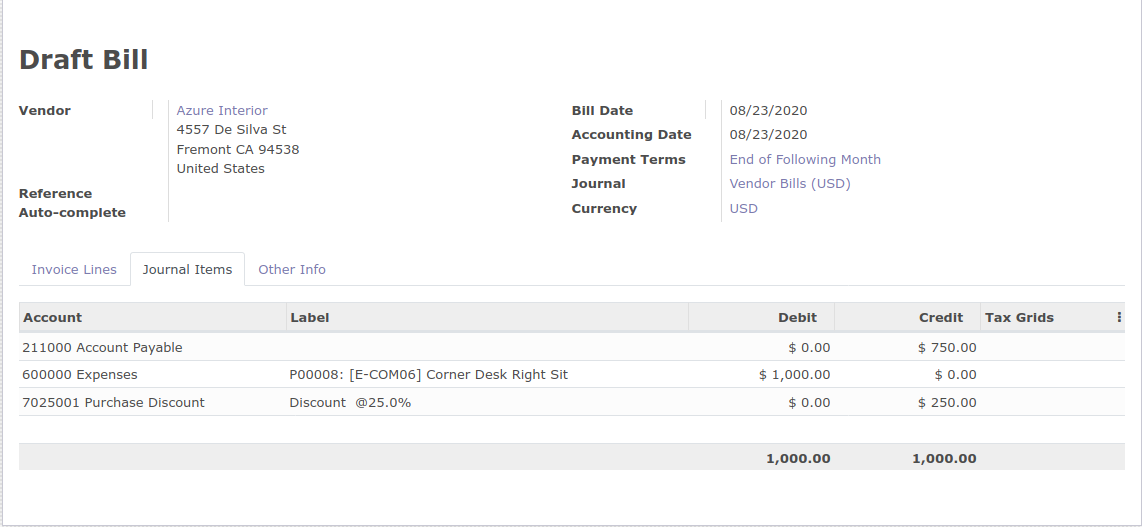 Draft Bill
Vendor
Azure Interior
4557 De Silva St
Fremont CA 94538
United States
Reference
Auto-complete
Bill Date 08/23/2020
Accounting Date 08/23/2020
Payment Terms End of Following Month
Journal Vendor Bills (USD)
Currency USD
Invoice Lines Journal Items Other Info
Account Label Debit Credit Tax Grids
211000 Account Payable $ 0.00 $ 750.00
600000 Expenses P00008: [E-COM06] Corner Desk Right Sit $ 1,000.00 $ 0.00
7025001 Purchase Discount Discount @25.0% $ 0.00 $ 250.00
1,000.00 1,000.00